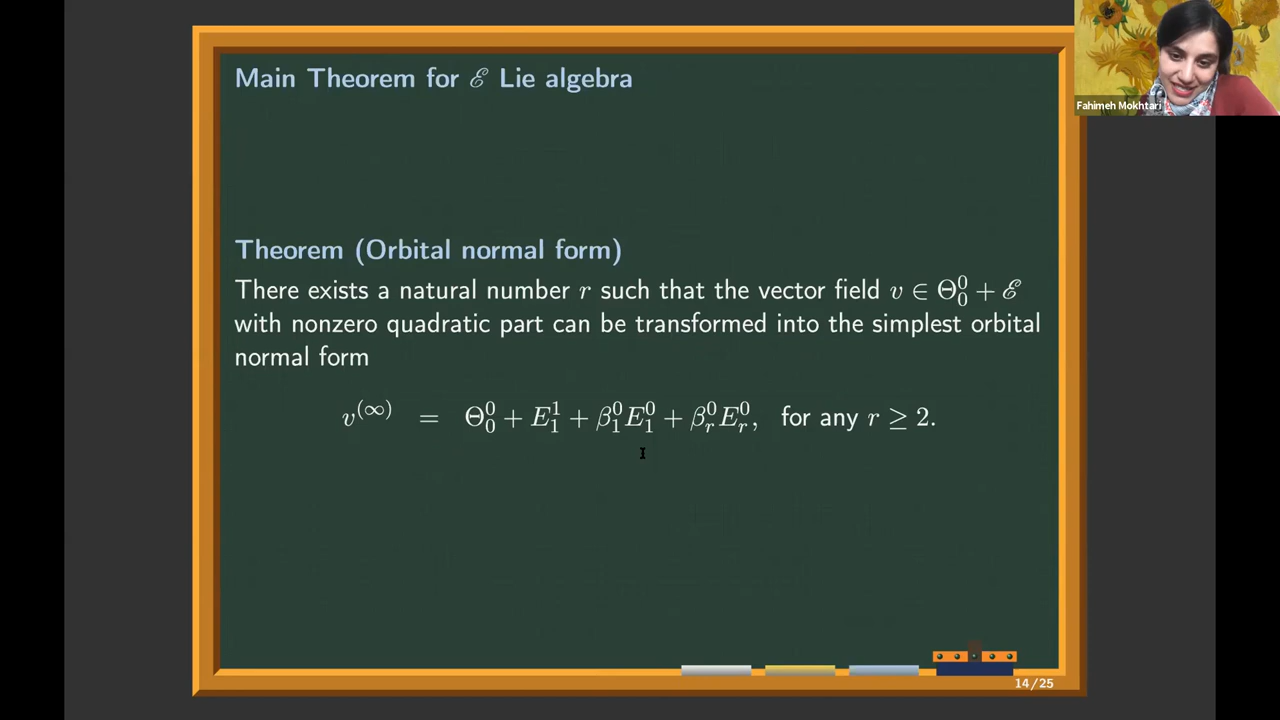 Main Theorem for ℰ Lie algebra
Fahimeh Mokhtari
Theorem (Orbital normal form)
There exists a natural number r such that the vector field v ∈ Θ₀⁰ + ℰ
with nonzero quadratic part can be transformed into the simplest orbital
normal form
v^(∞) = Θ₀⁰ + E₁¹ + β₁⁰E₁⁰ + βᵣ⁰Eᵣ⁰, for any r ≥ 2.
14/25